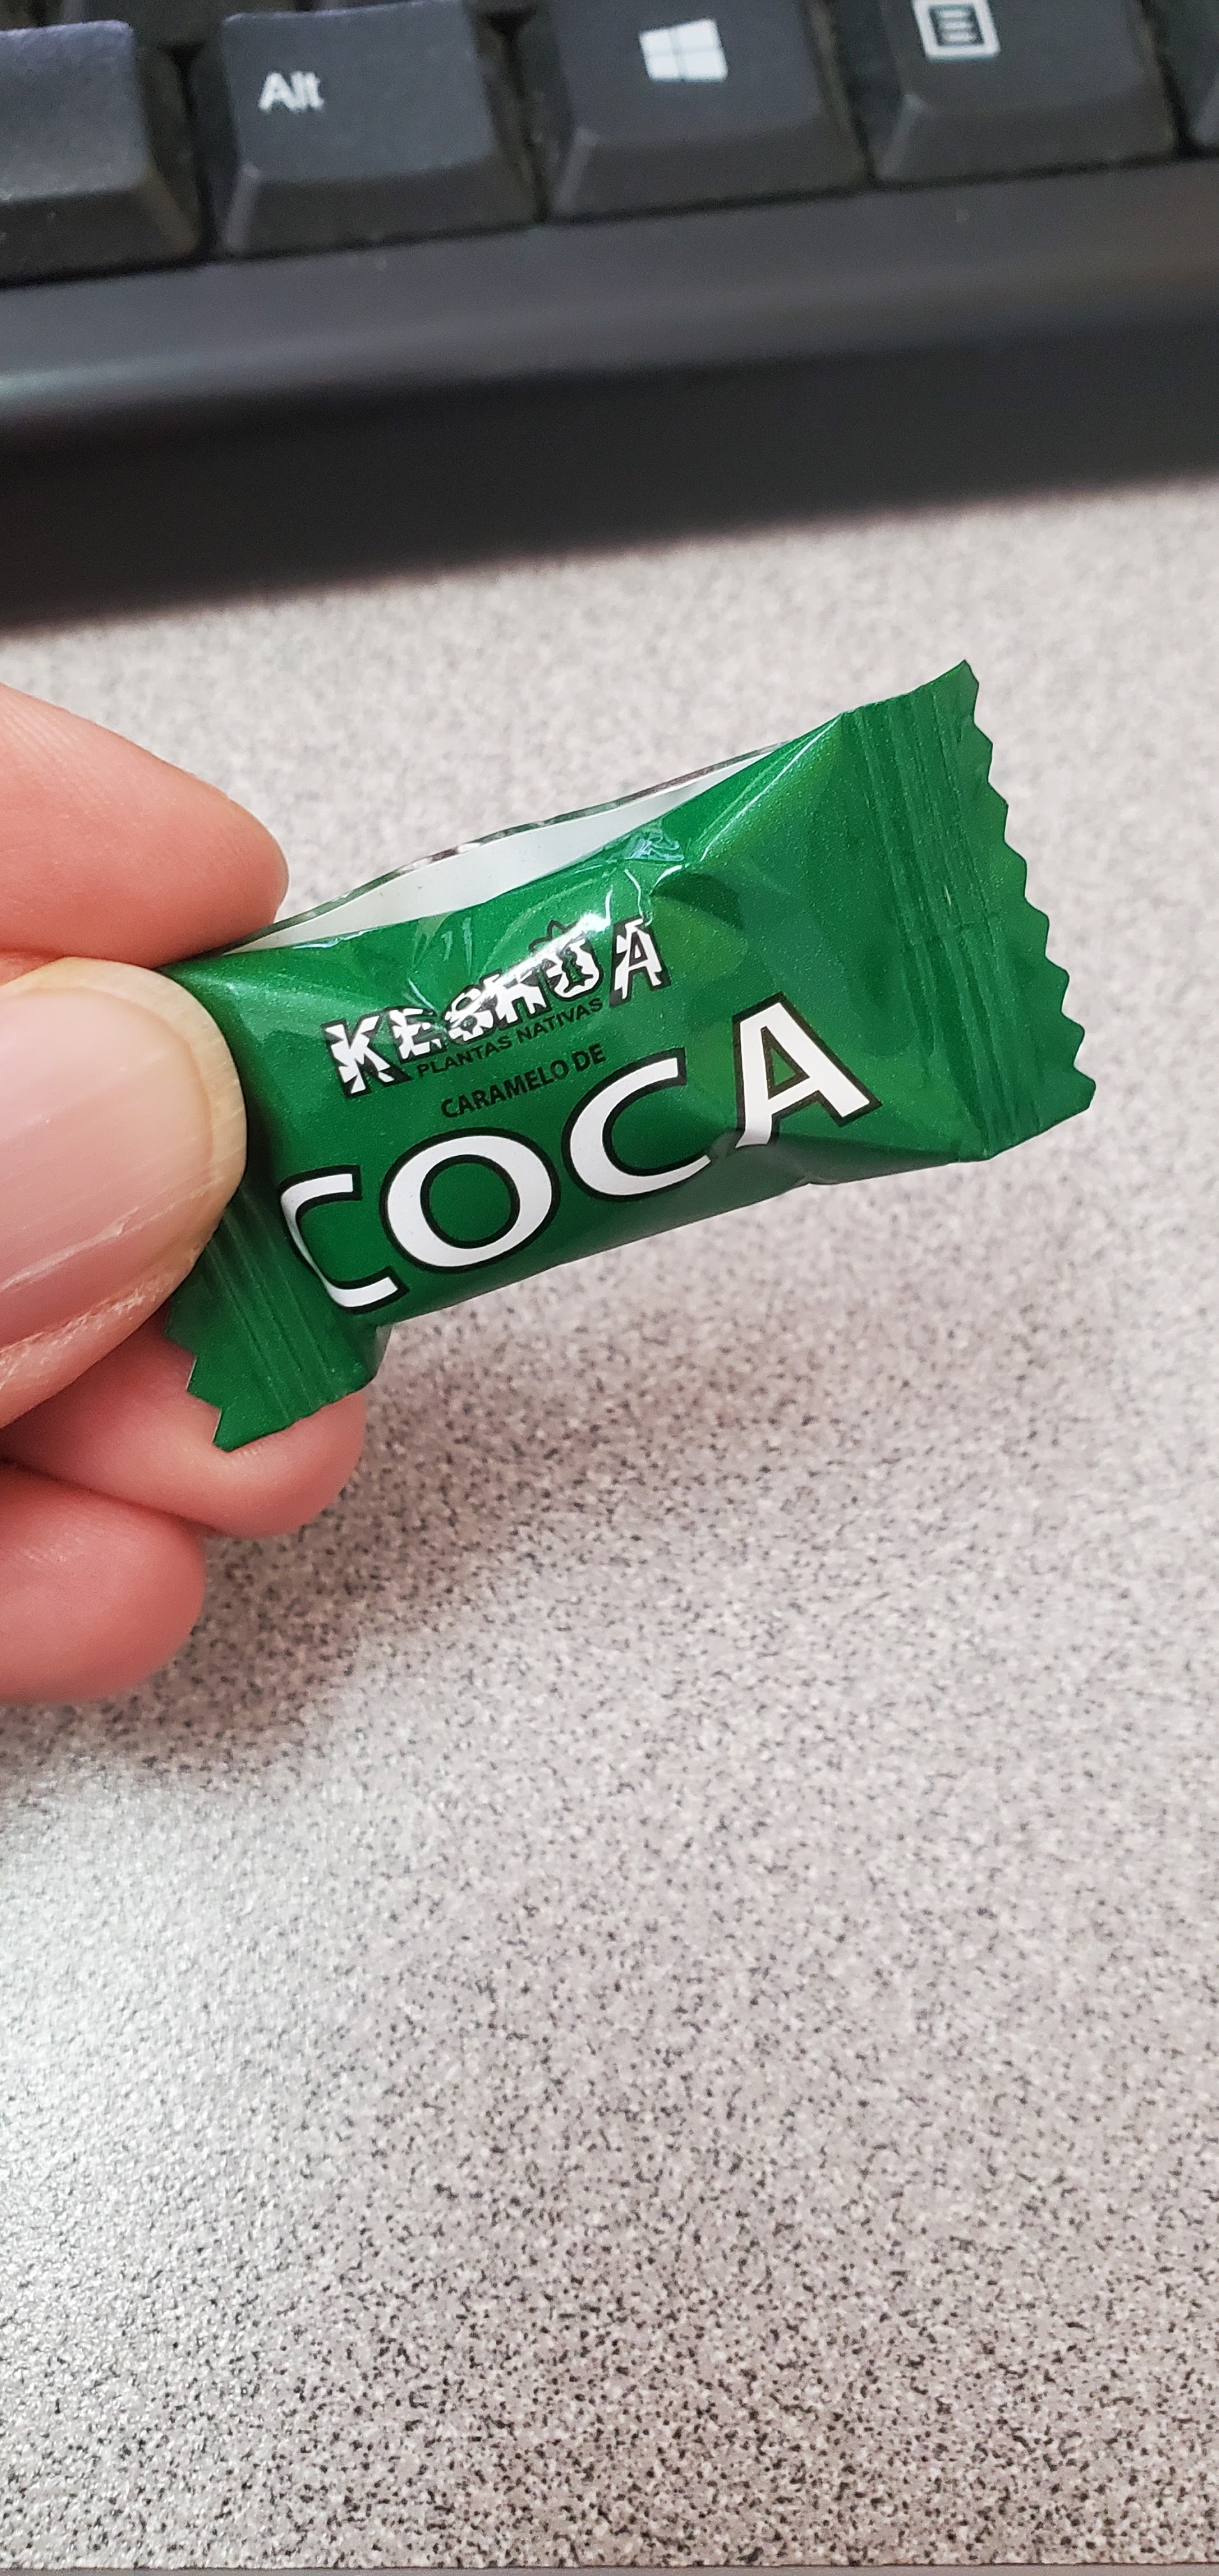 Alt
KESHUA
PLANTAS NATIVAS
CARAMELO DE
COCA